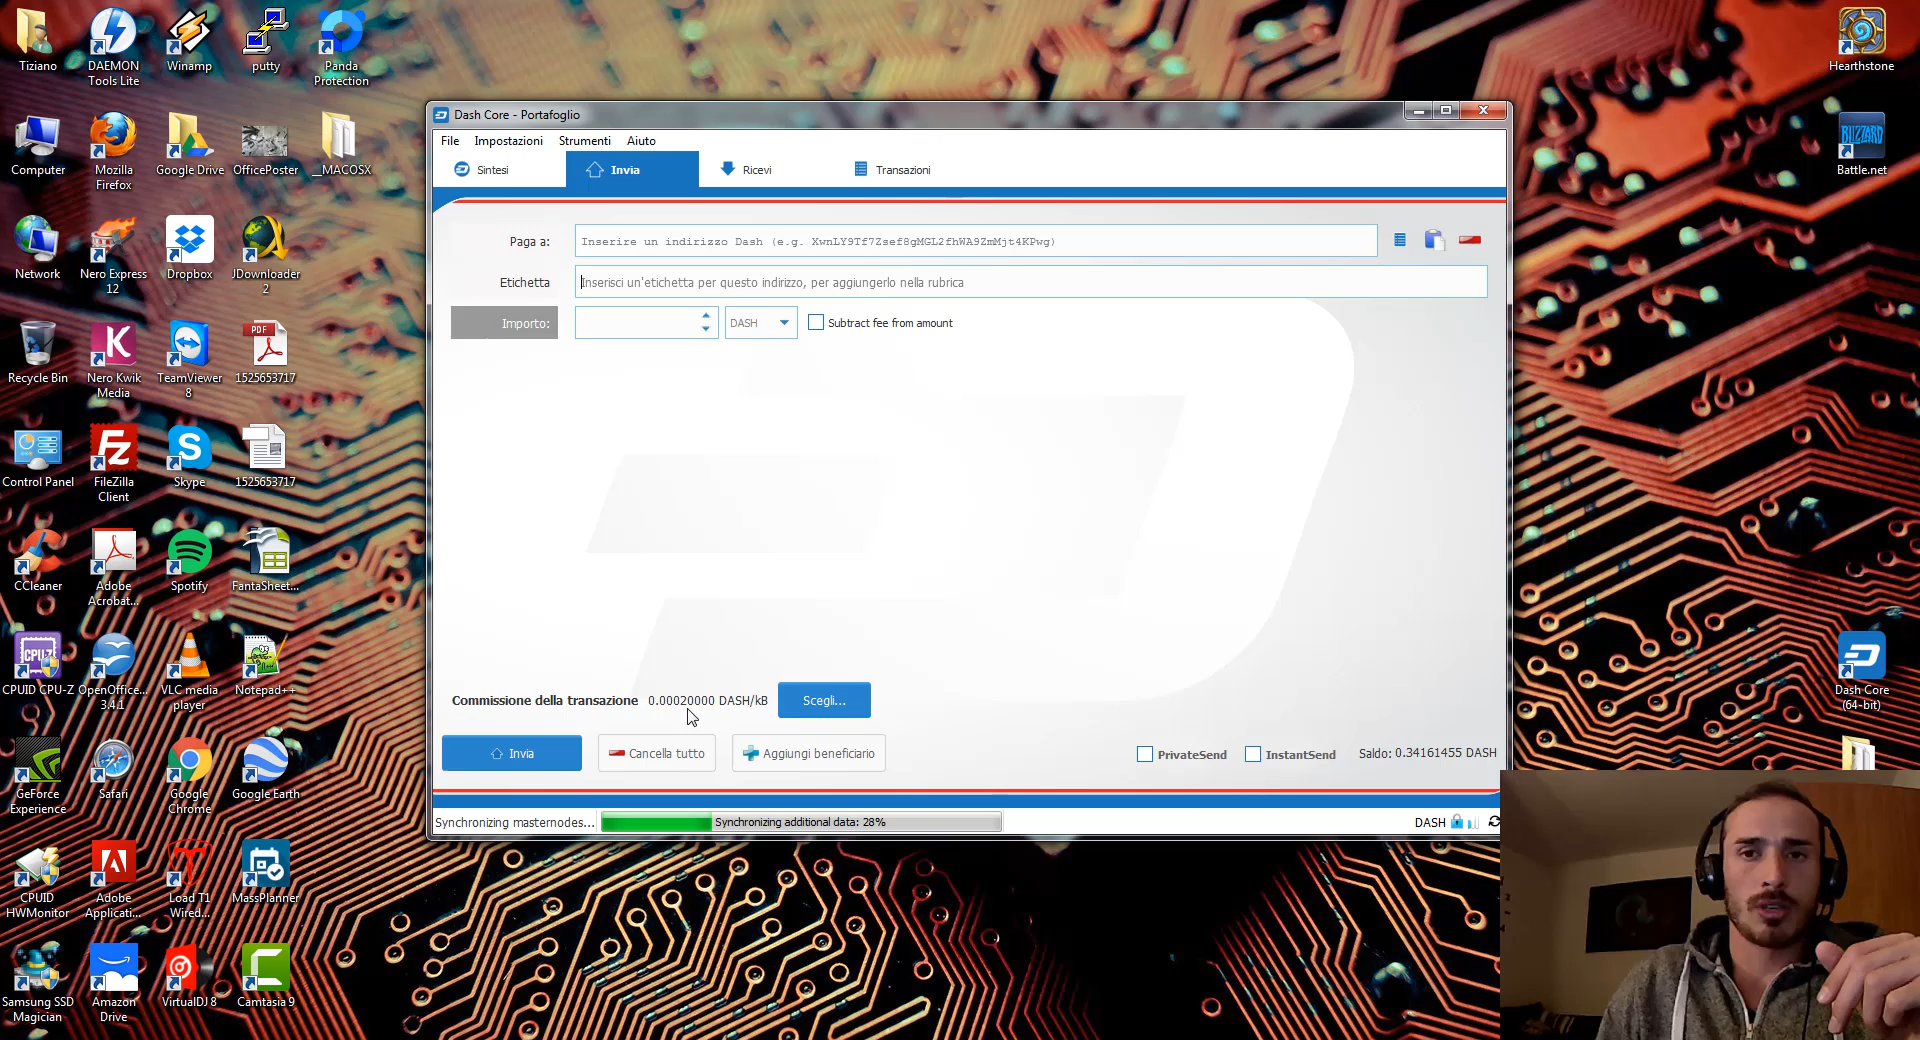 Tiziano
DAEMON Tools Lite
Winamp
putty
Panda Protection
Hearthstone
Computer
Mozilla Firefox
Google Drive
OfficePoster
__MACOSX
BLIZZARD
Battle.net
Network
Nero Express 12
Dropbox
JDownloader 2
Recycle Bin
Nero Kwik Media
TeamViewer 8
PDF
1525653717
Control Panel
FileZilla Client
Skype
1525653717
CCleaner
Adobe Acrobat...
Spotify
FantaSheet...
CPUID CPU-Z
OpenOffice... 3.4.1
VLC media player
Notepad++
Dash Core (64-bit)
GeForce Experience
Safari
Google Chrome
Google Earth
CPUID HWMonitor
Adobe Applicati...
Load T1 Wired...
MassPlanner
Samsung SSD Magician
Amazon Drive
VirtualDJ 8
Camtasia 9
Dash Core - Portafoglio
File Impostazioni Strumenti Aiuto
Sintesi Invia Ricevi Transazioni
Paga a: Inserire un indirizzo Dash (e.g. XwnLY9Tf7Zsef8gMGL2fhWA9ZmMjt4KPwg)
Etichetta Inserisci un'etichetta per questo indirizzo, per aggiungerlo nella rubrica
Importo: DASH Subtract fee from amount
Commissione della transazione 0.00020000 DASH/kB Scegli...
Invia Cancella tutto Aggiungi beneficiario PrivateSend InstantSend Saldo: 0.34161455 DASH
Synchronizing masternodes... Synchronizing additional data: 28% DASH